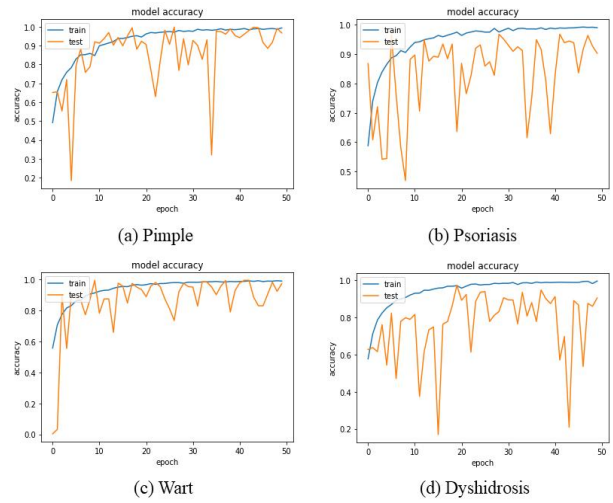 model accuracy
train
test
accuracy
1.0
0.9
0.8
0.7
0.6
0.5
0.4
0.3
0.2
0 10 20 30 40 50
epoch
(a) Pimple
model accuracy
train
test
accuracy
1.0
0.9
0.8
0.7
0.6
0.5
0 10 20 30 40 50
epoch
(b) Psoriasis
model accuracy
train
test
accuracy
1.0
0.8
0.6
0.4
0.2
0.0
0 10 20 30 40 50
epoch
(c) Wart
model accuracy
train
test
accuracy
1.0
0.8
0.6
0.4
0.2
0 10 20 30 40 50
epoch
(d) Dyshidrosis